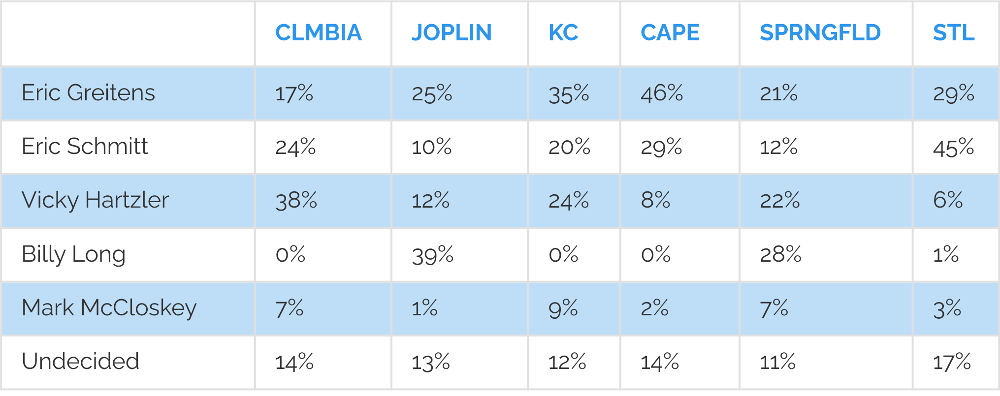 CLMBIA JOPLIN KC CAPE SPRNGFLD STL
Eric Greitens 17% 25% 35% 46% 21% 29%
Eric Schmitt 24% 10% 20% 29% 12% 45%
Vicky Hartzler 38% 12% 24% 8% 22% 6%
Billy Long 0% 39% 0% 0% 28% 1%
Mark McCloskey 7% 1% 9% 2% 7% 3%
Undecided 14% 13% 12% 14% 11% 17%